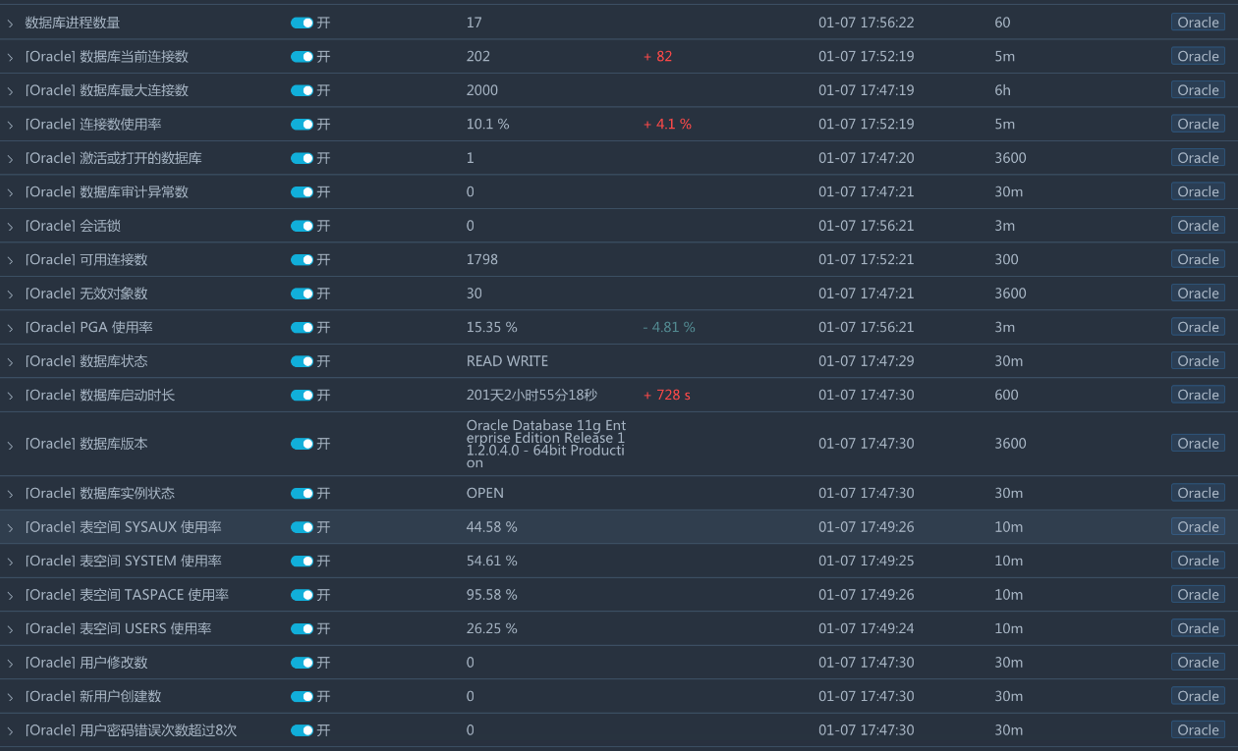 数据库进程数量 开 17 01-07 17:56:22 60 Oracle
[Oracle] 数据库当前连接数 开 202 + 82 01-07 17:52:19 5m Oracle
[Oracle] 数据库最大连接数 开 2000 01-07 17:47:19 6h Oracle
[Oracle] 连接数使用率 开 10.1 % + 4.1 % 01-07 17:52:19 5m Oracle
[Oracle] 激活或打开的数据库 开 1 01-07 17:47:20 3600 Oracle
[Oracle] 数据库审计异常数 开 0 01-07 17:47:21 30m Oracle
[Oracle] 会话锁 开 0 01-07 17:56:21 3m Oracle
[Oracle] 可用连接数 开 1798 01-07 17:52:21 300 Oracle
[Oracle] 无效对象数 开 30 01-07 17:47:21 3600 Oracle
[Oracle] PGA 使用率 开 15.35 % - 4.81 % 01-07 17:56:21 3m Oracle
[Oracle] 数据库状态 开 READ WRITE 01-07 17:47:29 30m Oracle
[Oracle] 数据库启动时长 开 201天2小时55分18秒 + 728 s 01-07 17:47:30 600 Oracle
Oracle Database 11g Ent
erprise Edition Release 1
[Oracle] 数据库版本 开 01-07 17:47:30 3600 Oracle
1.2.0.4.0 - 64bit Producti
on
[Oracle] 数据库实例状态 开 OPEN 01-07 17:47:30 30m Oracle
[Oracle] 表空间 SYSAUX 使用率 开 44.58 % 01-07 17:49:26 10m Oracle
[Oracle] 表空间 SYSTEM 使用率 开 54.61 % 01-07 17:49:25 10m Oracle
[Oracle] 表空间 TASPACE 使用率 开 95.58 % 01-07 17:49:26 10m Oracle
[Oracle] 表空间 USERS 使用率 开 26.25 % 01-07 17:49:24 10m Oracle
[Oracle] 用户修改数 开 0 01-07 17:47:30 30m Oracle
[Oracle] 新用户创建数 开 0 01-07 17:47:30 30m Oracle
[Oracle] 用户密码错误次数超过8次 开 0 01-07 17:47:30 30m Oracle